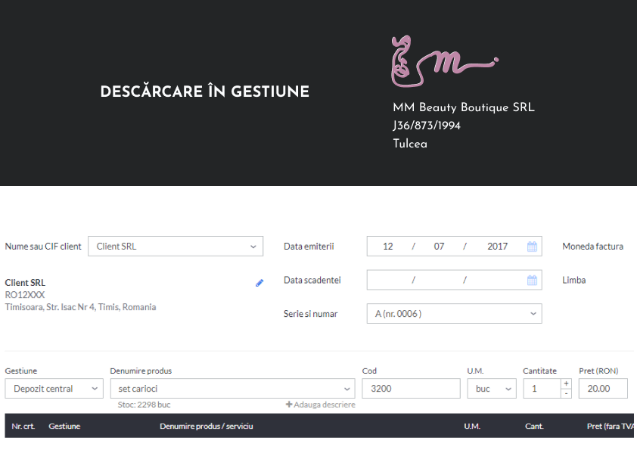 DESCĂRCARE ÎN GESTIUNE
m
MM Beauty Boutique SRL
J36/873/1994
Tulcea
Nume sau CIF client Client SRL Data emiterii 12 / 07 / 2017 Moneda factura
Client SRL Data scadentei / / Limba
RO12XXX
Timisoara, Str. Isac Nr 4, Timis, Romania
Serie si numar A (nr. 0006 )
Gestiune Denumire produs Cod U.M. Cantitate Pret (RON)
Depozit central set carioci 3200 buc 1 + - 20.00
Stoc: 2298 buc +Adauga descriere
Nr. crt. Gestiune Denumire produs / serviciu U.M. Cant. Pret (fara TVA